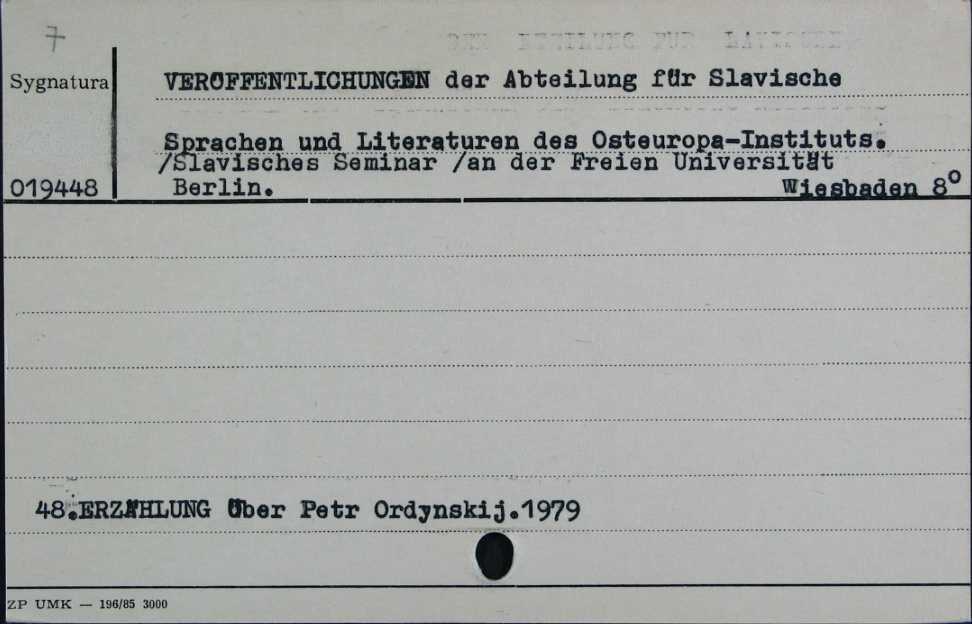 7
Sygnatura
VERÖFFENTLICHUNGEN der Abteilung für Slavische
Sprachen und Literaturen des Osteuropa-Instituts.
/Slavisches Seminar /an der Freien Universität
019448 Berlin. Wiesbaden 8°
48.ERZÄHLUNG Über Petr Ordynskij.1979
ZP UMK — 196/85 3000